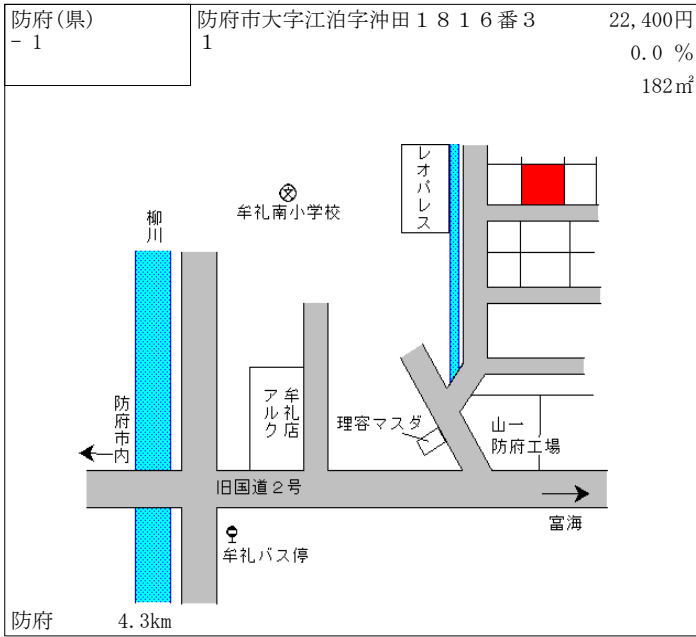 防府(県)
- 1
防府市大字江泊字沖田１８１６番３
1
22,400円
0.0 %
182㎡
レオパレス
牟礼南小学校
柳川
牟礼店
アルク
理容マスダ
山一
防府工場
防府市内
旧国道２号
富海
牟礼バス停
防府 4.3km